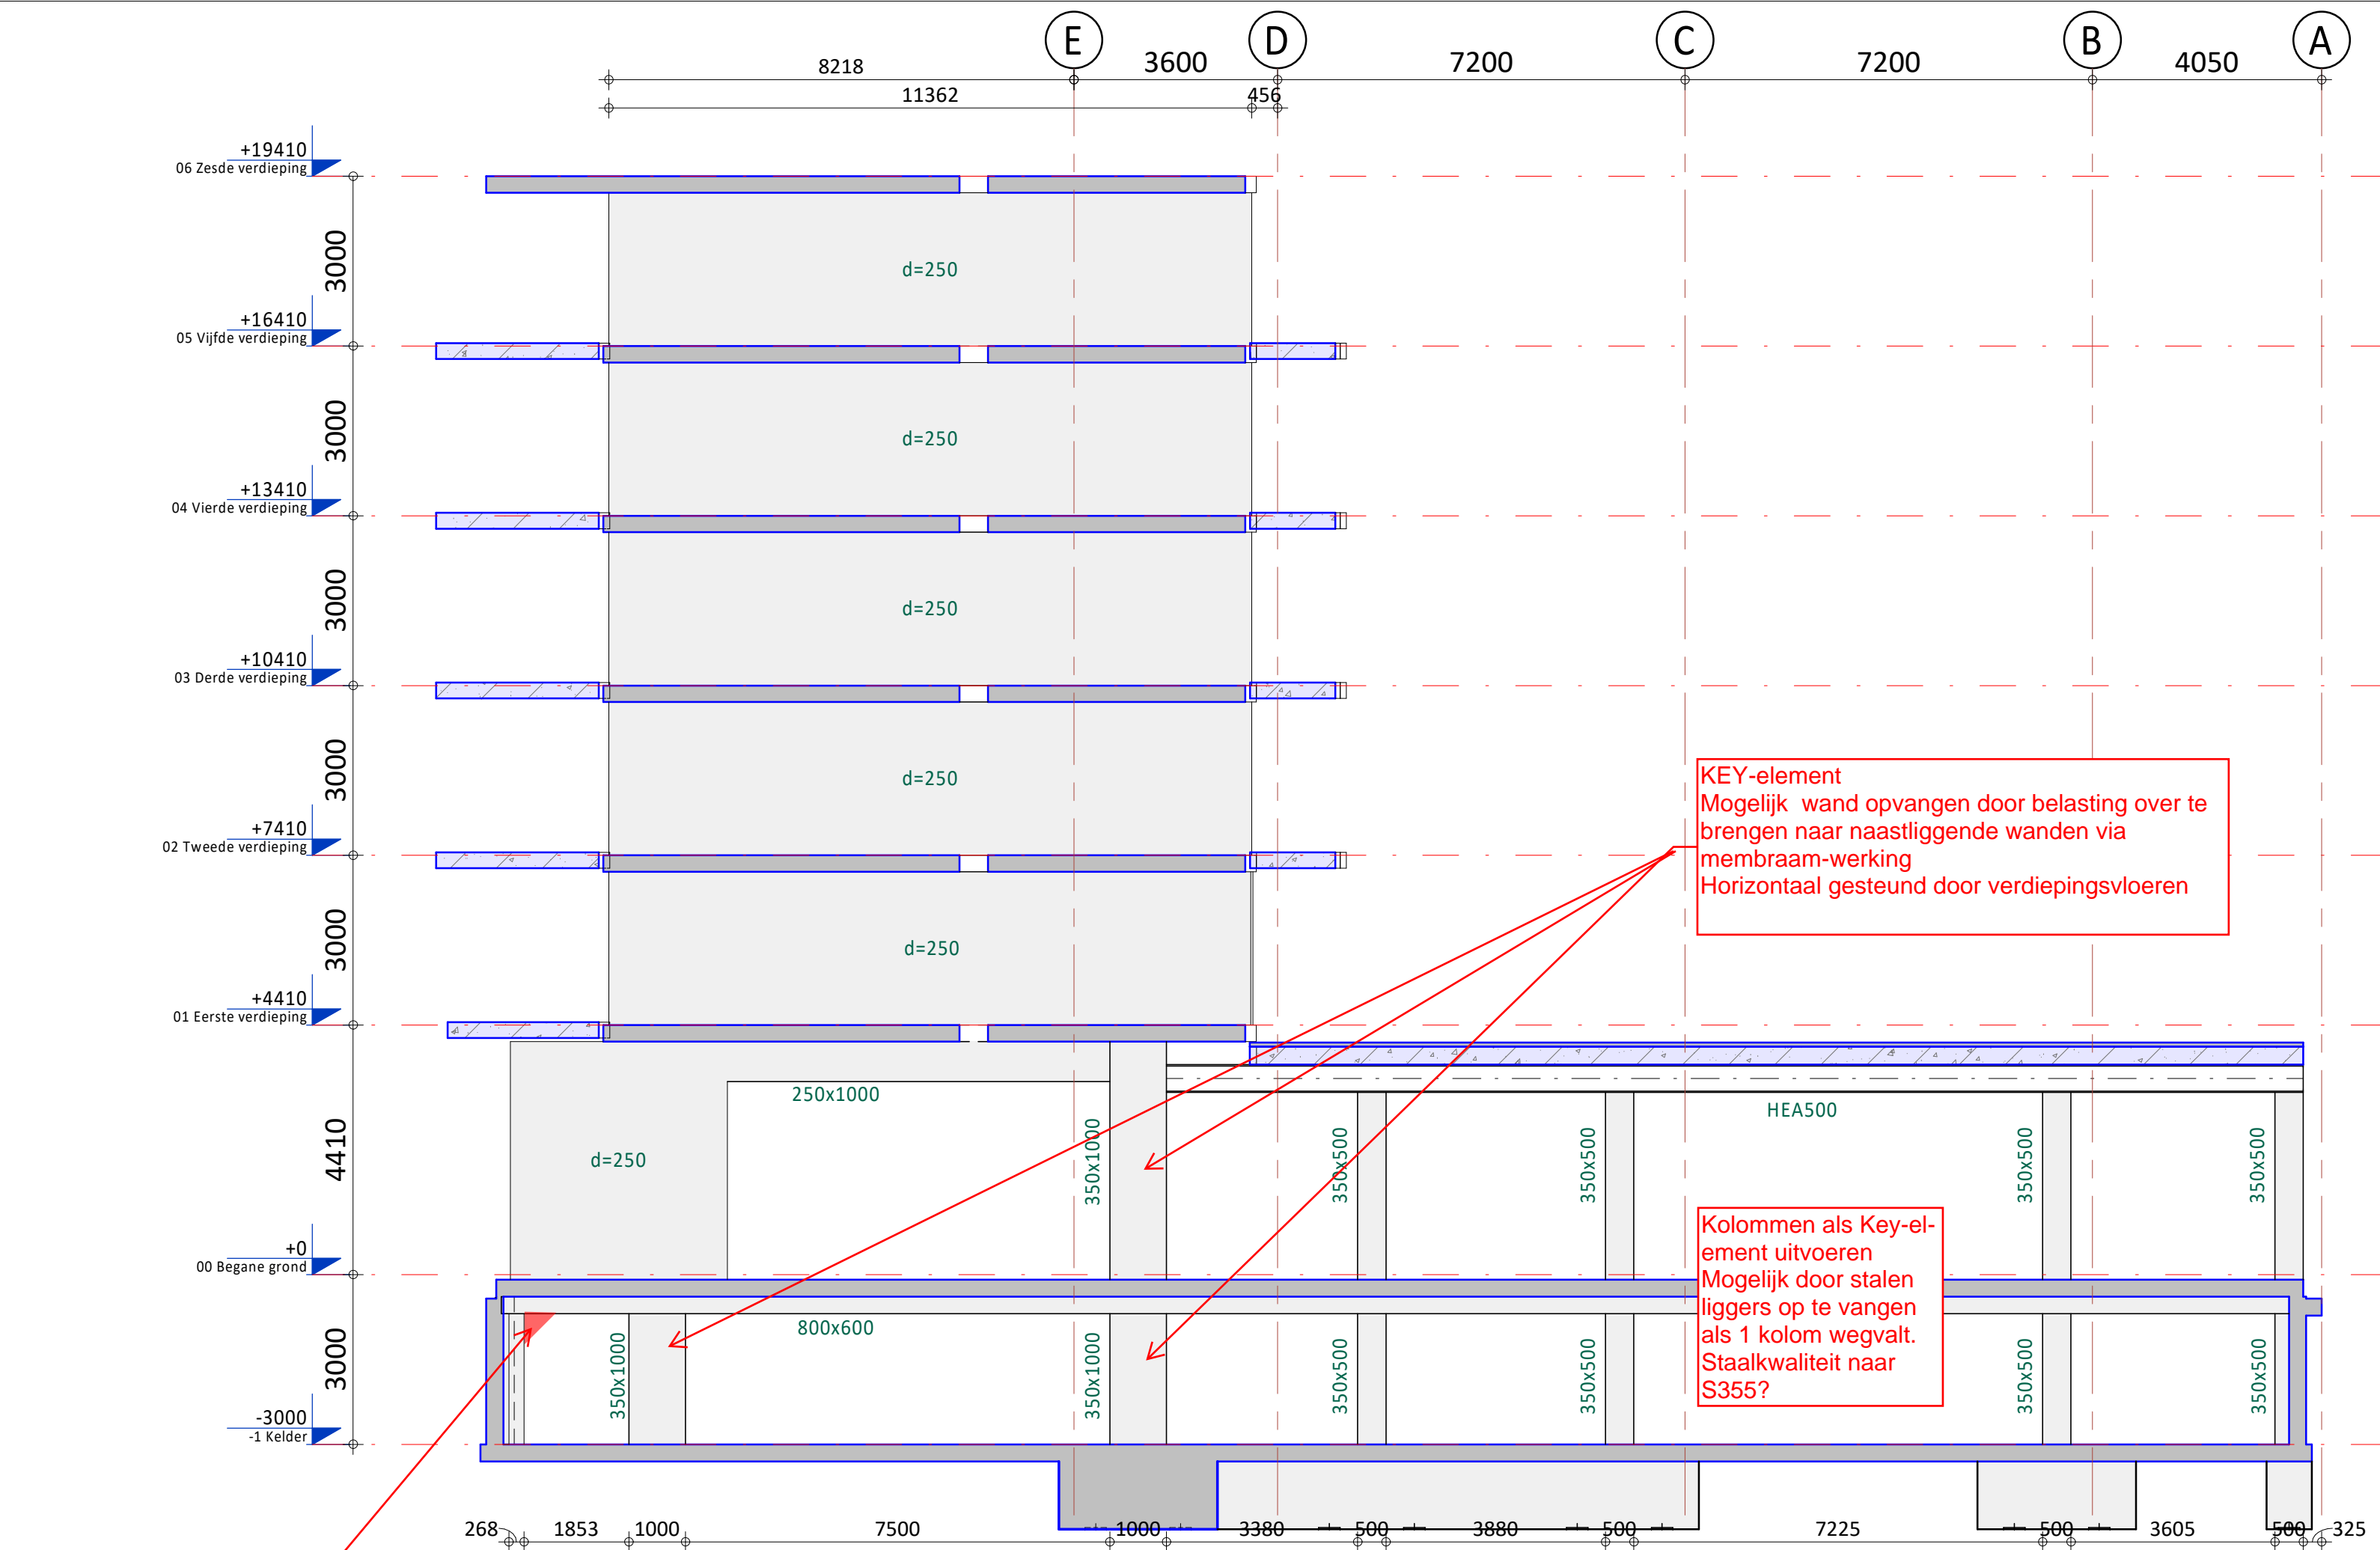 E
D
C
B
A
8218
3600
7200
7200
4050
11362
456
+19410
06 Zesde verdieping
3000
d=250
+16410
05 Vijfde verdieping
3000
d=250
+13410
04 Vierde verdieping
3000
d=250
+10410
03 Derde verdieping
3000
d=250
+7410
02 Tweede verdieping
3000
d=250
+4410
01 Eerste verdieping
KEY-element
Mogelijk wand opvangen door belasting over te
brengen naar naastliggende wanden via
membraam-werking
Horizontaal gesteund door verdiepingsvloeren
4410
250x1000
d=250
350x1000
350x500
350x500
HEA500
350x500
350x500
+0
00 Begane grond
Kolommen als Key-el-
ement uitvoeren
Mogelijk door stalen
liggers op te vangen
als 1 kolom wegvalt.
Staalkwaliteit naar
S355?
3000
800x600
350x1000
350x1000
350x500
350x500
350x500
350x500
-3000
-1 Kelder
268
1853
1000
7500
1000
3380
500
3880
500
7225
500
3605
500
325